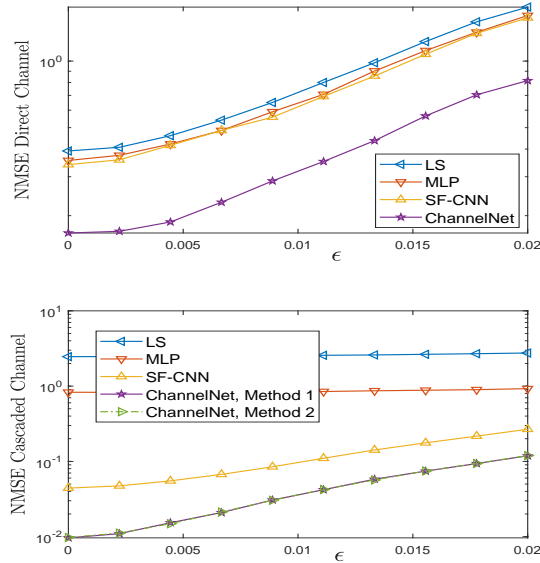 NMSE Direct Channel
10^0
LS
MLP
SF-CNN
ChannelNet
0 0.005 0.01 0.015 0.02
ϵ
NMSE Cascaded Channel
10^1
10^0
10^-1
10^-2
LS
MLP
SF-CNN
ChannelNet, Method 1
ChannelNet, Method 2
0 0.005 0.01 0.015 0.02
ϵ